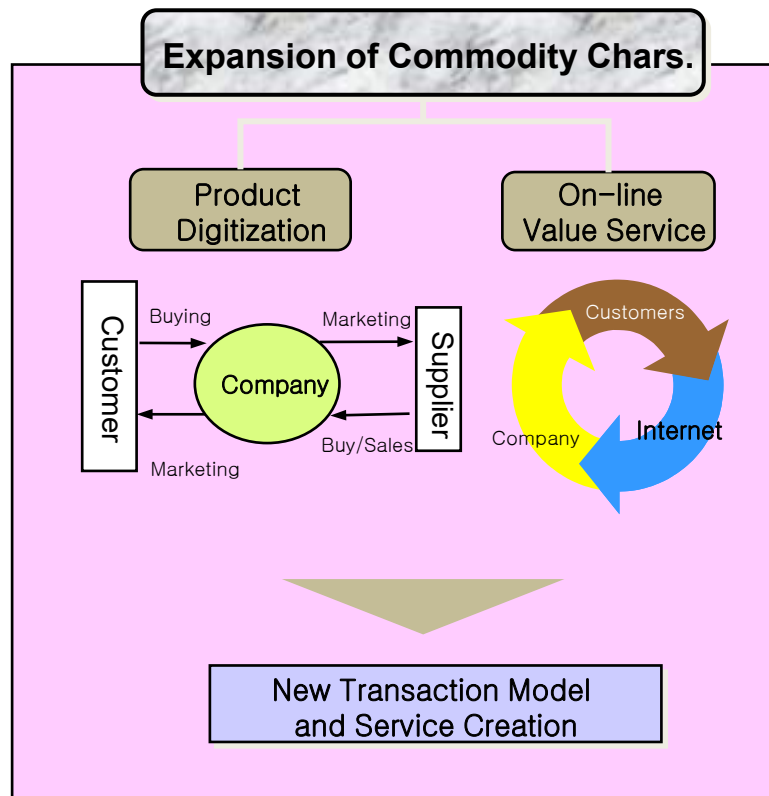 Expansion of Commodity Chars.
Product
Digitization
On-line
Value Service
Customer
Buying
Marketing
Company
Marketing
Buy/Sales
Supplier
Customers
Company
Internet
New Transaction Model
and Service Creation